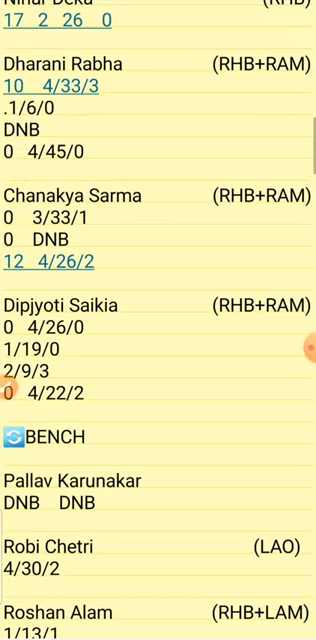 Nihar Deka (RHB)
17 2 26 0
Dharani Rabha (RHB+RAM)
10 4/33/3
.1/6/0
DNB
0 4/45/0
Chanakya Sarma (RHB+RAM)
0 3/33/1
0 DNB
12 4/26/2
Dipjyoti Saikia (RHB+RAM)
0 4/26/0
1/19/0
2/9/3
0 4/22/2
🔄BENCH
Pallav Karunakar
DNB DNB
Robi Chetri (LAO)
4/30/2
Roshan Alam (RHB+LAM)
1/13/1